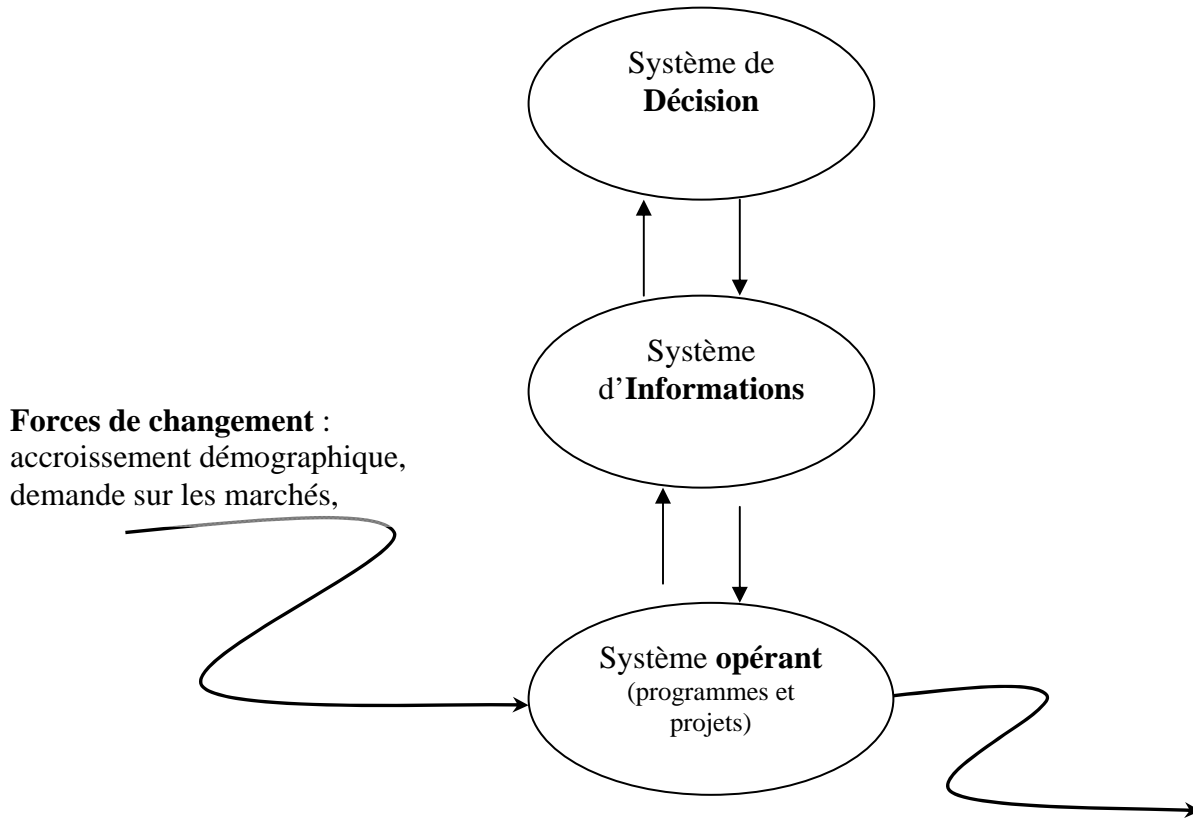 Système de
Décision
Système
d’Informations
Forces de changement :
accroissement démographique,
demande sur les marchés,
Système opérant
(programmes et
projets)